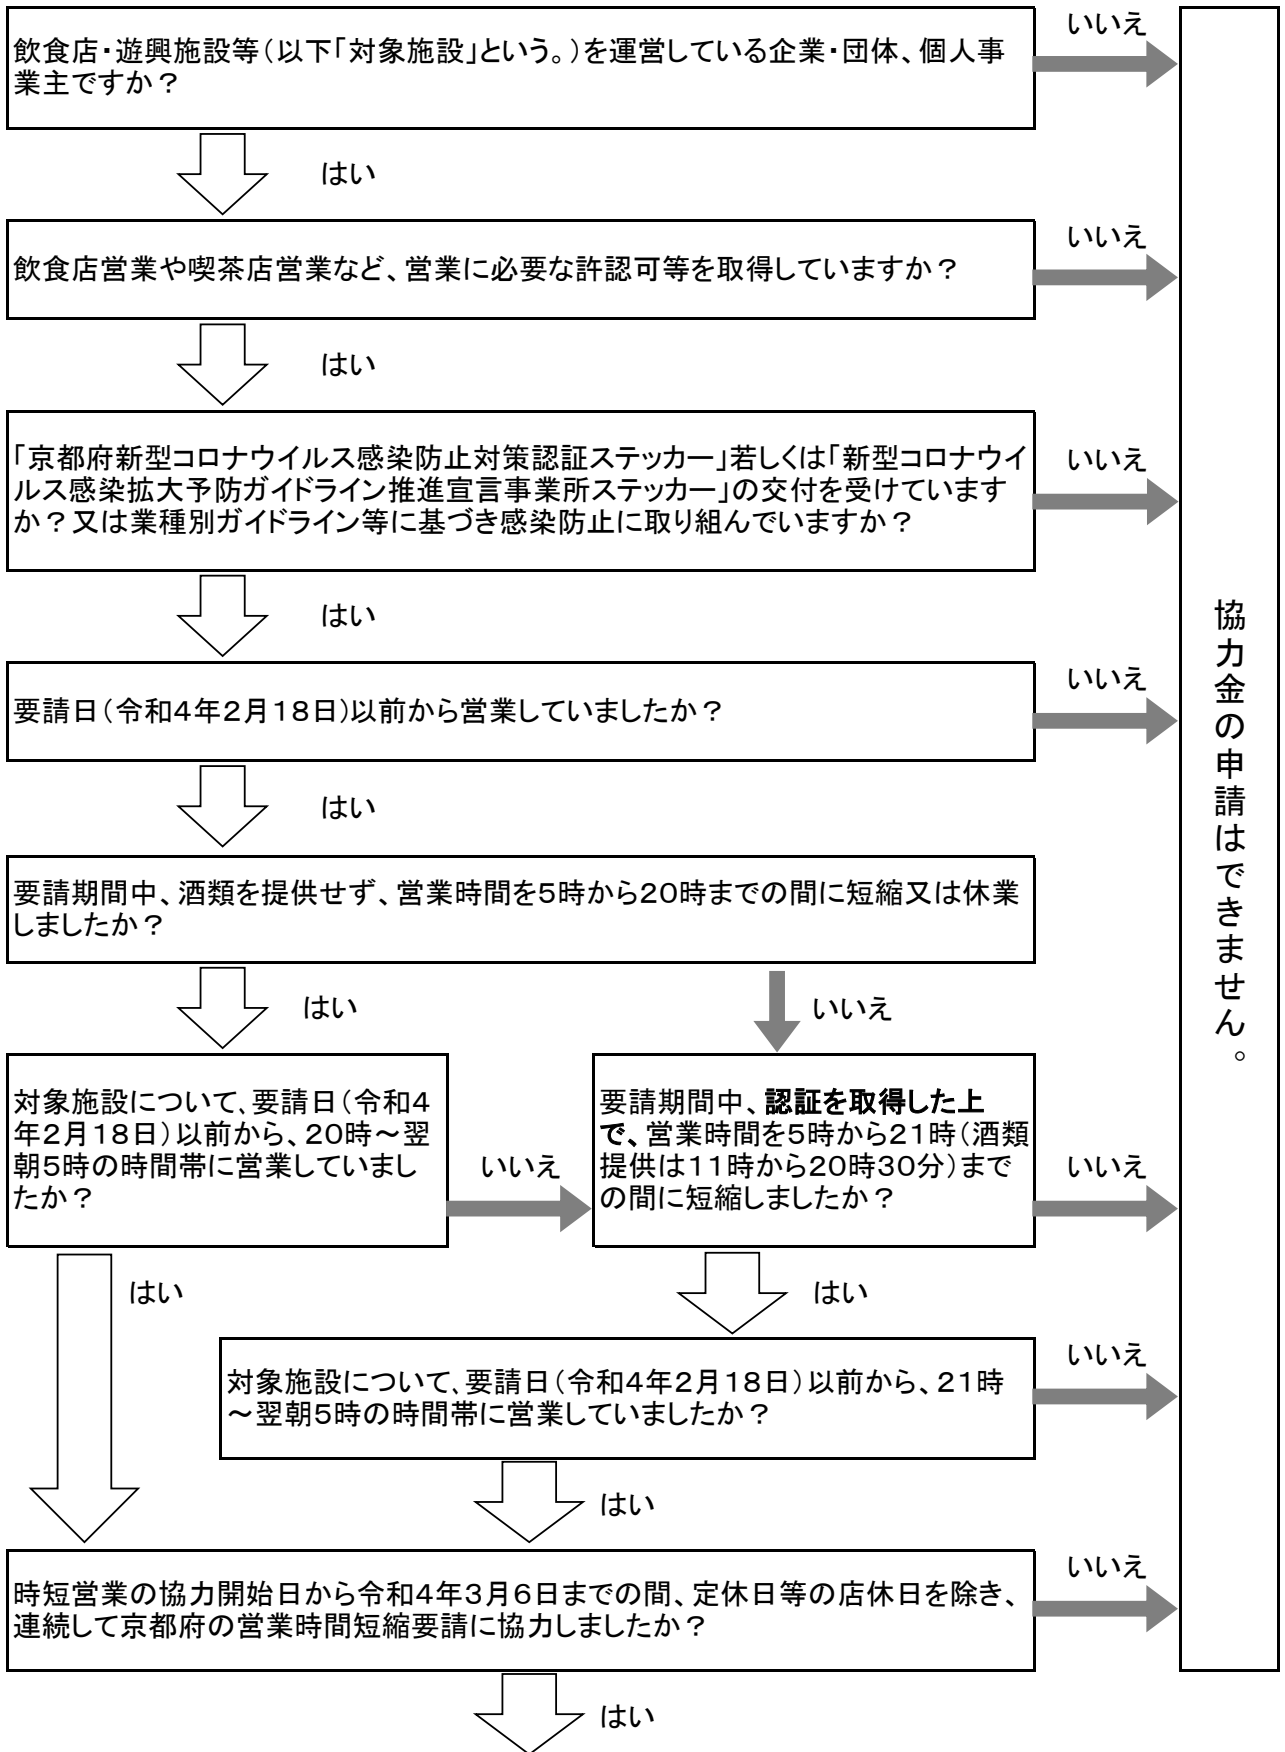 飲食店・遊興施設等（以下「対象施設」という。）を運営している企業・団体、個人事
業主ですか？
いいえ
はい
飲食店営業や喫茶店営業など、営業に必要な許認可等を取得していますか？
いいえ
はい
「京都府新型コロナウイルス感染防止対策認証ステッカー」若しくは「新型コロナウイ
ルス感染拡大予防ガイドライン推進宣言事業所ステッカー」の交付を受けています
か？又は業種別ガイドライン等に基づき感染防止に取り組んでいますか？
いいえ
はい
要請日（令和４年２月１８日）以前から営業していましたか？
いいえ
はい
要請期間中、酒類を提供せず、営業時間を５時から２０時までの間に短縮又は休業
しましたか？
はい
いいえ
対象施設について、要請日（令和４
年２月１８日）以前から、２０時～翌
朝５時の時間帯に営業していまし
たか？
いいえ
はい
要請期間中、認証を取得した上
で、営業時間を５時から２１時（酒類
提供は１１時から２０時３０分）まで
の間に短縮しましたか？
いいえ
はい
対象施設について、要請日（令和４年２月１８日）以前から、２１時
～翌朝５時の時間帯に営業していましたか？
いいえ
はい
時短営業の協力開始日から令和４年３月６日までの間、定休日等の店休日を除き、
連続して京都府の営業時間短縮要請に協力しましたか？
いいえ
はい
協力金の申請はできません。